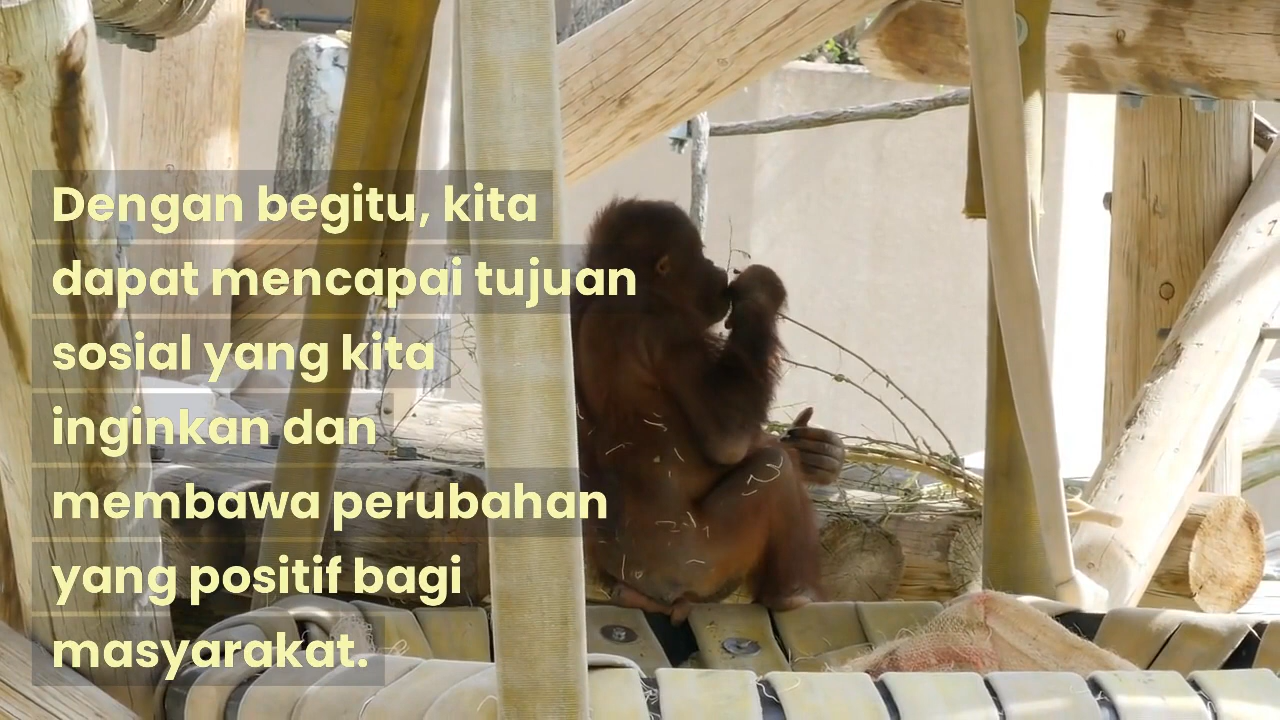 Dengan begitu, kita
dapat mencapai tujuan
sosial yang kita
inginkan dan
membawa perubahan
yang positif bagi
masyarakat.